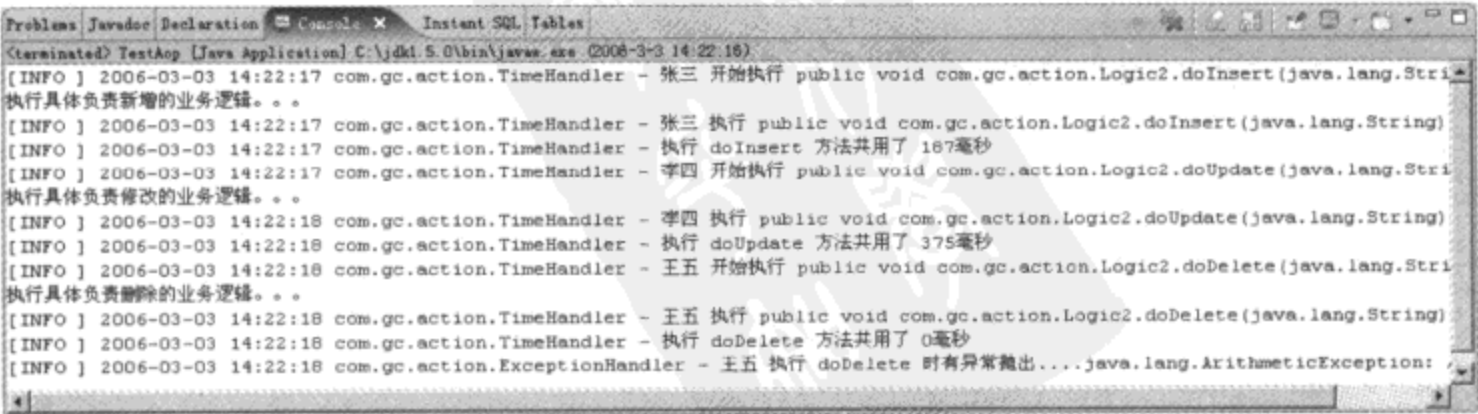 Problems Javadoc Declaration Console Instant SQL Tables
<terminated> TestAop [Java Application] C:\jdk1.5.0\bin\javaw.exe (2006-3-3 14:22:16)
[INFO ] 2006-03-03 14:22:17 com.gc.action.TimeHandler - 张三 开始执行 public void com.gc.action.Logic2.doInsert(java.lang.Stri
执行具体负责新增的业务逻辑。。。
[INFO ] 2006-03-03 14:22:17 com.gc.action.TimeHandler - 张三 执行 public void com.gc.action.Logic2.doInsert(java.lang.String)
[INFO ] 2006-03-03 14:22:17 com.gc.action.TimeHandler - 执行 doInsert 方法共用了 187毫秒
[INFO ] 2006-03-03 14:22:17 com.gc.action.TimeHandler - 李四 开始执行 public void com.gc.action.Logic2.doUpdate(java.lang.Stri
执行具体负责修改的业务逻辑。。。
[INFO ] 2006-03-03 14:22:18 com.gc.action.TimeHandler - 李四 执行 public void com.gc.action.Logic2.doUpdate(java.lang.String)
[INFO ] 2006-03-03 14:22:18 com.gc.action.TimeHandler - 执行 doUpdate 方法共用了 375毫秒
[INFO ] 2006-03-03 14:22:18 com.gc.action.TimeHandler - 王五 开始执行 public void com.gc.action.Logic2.doDelete(java.lang.Stri
执行具体负责删除的业务逻辑。。。
[INFO ] 2006-03-03 14:22:18 com.gc.action.TimeHandler - 王五 执行 public void com.gc.action.Logic2.doDelete(java.lang.String)
[INFO ] 2006-03-03 14:22:18 com.gc.action.TimeHandler - 执行 doDelete 方法共用了 0毫秒
[INFO ] 2006-03-03 14:22:18 com.gc.action.ExceptionHandler - 王五 执行 doDelete 时有异常抛出....java.lang.ArithmeticException: /